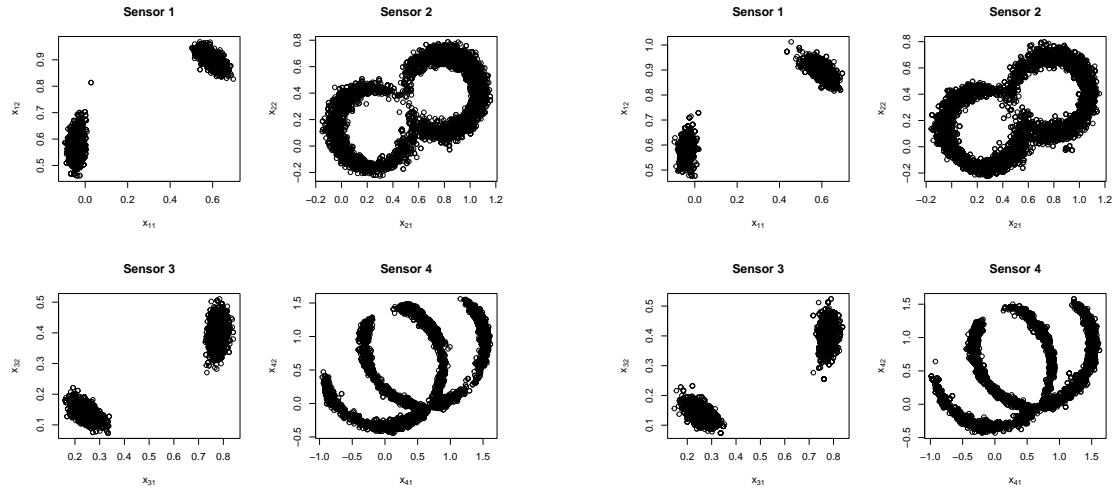 Sensor 1
x12
0.5 0.6 0.7 0.8 0.9
0.0 0.2 0.4 0.6
x11
Sensor 2
x22
−0.2 0.0 0.2 0.4 0.6 0.8
−0.2 0.0 0.2 0.4 0.6 0.8 1.0 1.2
x21
Sensor 3
x32
0.1 0.2 0.3 0.4 0.5
0.2 0.3 0.4 0.5 0.6 0.7 0.8
x31
Sensor 4
x42
−0.5 0.0 0.5 1.0 1.5
−1.0 −0.5 0.0 0.5 1.0 1.5
x41
Sensor 1
x12
0.5 0.6 0.7 0.8 0.9 1.0
0.0 0.2 0.4 0.6
x11
Sensor 2
x22
−0.2 0.0 0.2 0.4 0.6 0.8
−0.2 0.0 0.2 0.4 0.6 0.8 1.0 1.2
x21
Sensor 3
x32
0.1 0.2 0.3 0.4 0.5
0.2 0.3 0.4 0.5 0.6 0.7 0.8
x31
Sensor 4
x42
−0.5 0.0 0.5 1.0 1.5
−1.0 −0.5 0.0 0.5 1.0 1.5
x41